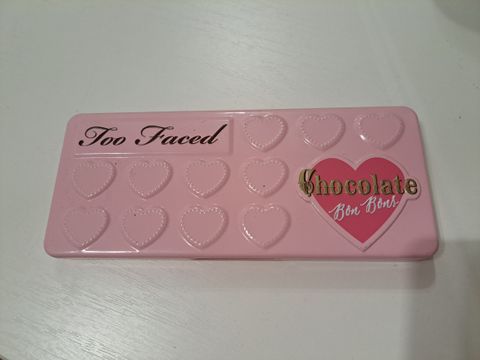 Too Faced
Chocolate
Bon Bons